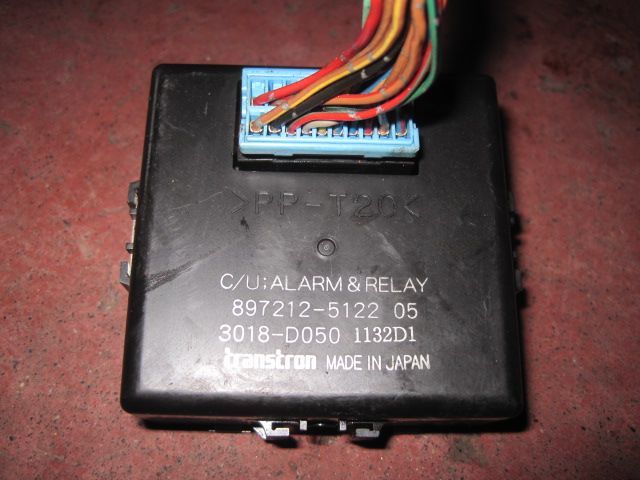 >PP-T20<
C/U:ALARM & RELAY
897212-5122 05
3018-D050 1132D1
transtron MADE IN JAPAN